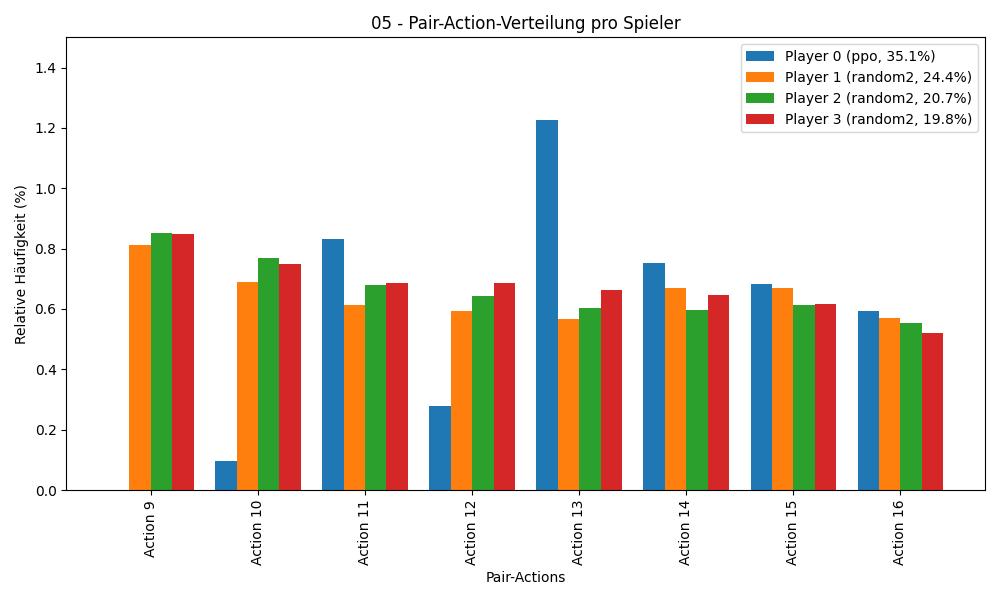 05 - Pair-Action-Verteilung pro Spieler
Player 0 (ppo, 35.1%)
Player 1 (random2, 24.4%)
Player 2 (random2, 20.7%)
Player 3 (random2, 19.8%)
Relative Häufigkeit (%)
1.4
1.2
1.0
0.8
0.6
0.4
0.2
0.0
Action 9
Action 10
Action 11
Action 12
Action 13
Action 14
Action 15
Action 16
Pair-Actions